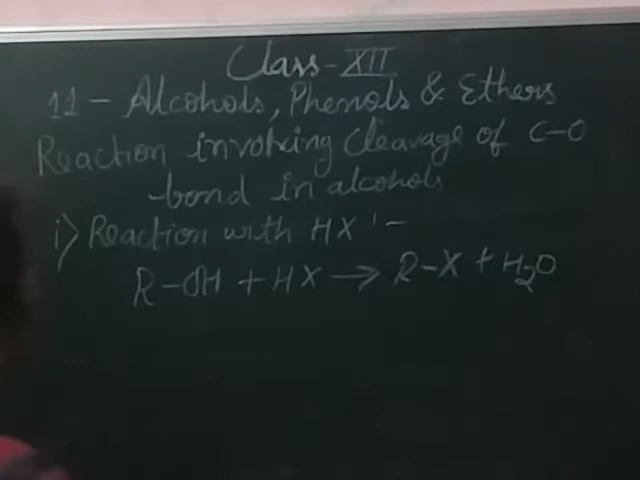 Class-XII
11 - Alcohols, Phenols & Ethers
Reaction involving Cleavage of C-O
bond in alcohols
i) Reaction with HX :-
R-OH + HX → R-X + H₂O